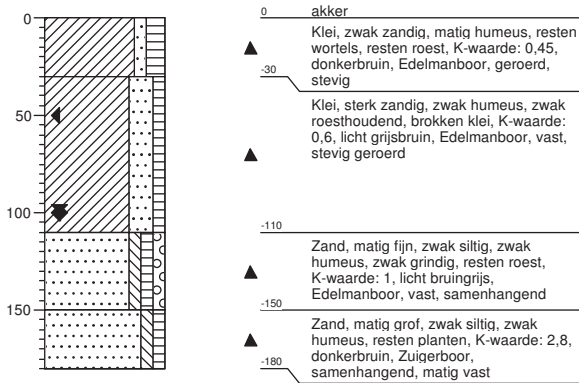 0
50
100
150
0 akker
Klei, zwak zandig, matig humeus, resten
wortels, resten roest, K-waarde: 0,45,
donkerbruin, Edelmanboor, geroerd,
stevig
-30
Klei, sterk zandig, zwak humeus, zwak
roesthoudend, brokken klei, K-waarde:
0,6, licht grijsbruin, Edelmanboor, vast,
stevig geroerd
-110
Zand, matig fijn, zwak siltig, zwak
humeus, zwak grindig, resten roest,
K-waarde: 1, licht bruingrijs,
Edelmanboor, vast, samenhangend
-150
Zand, matig grof, zwak siltig, zwak
humeus, resten planten, K-waarde: 2,8,
donkerbruin, Zuigerboor,
samenhangend, matig vast
-180